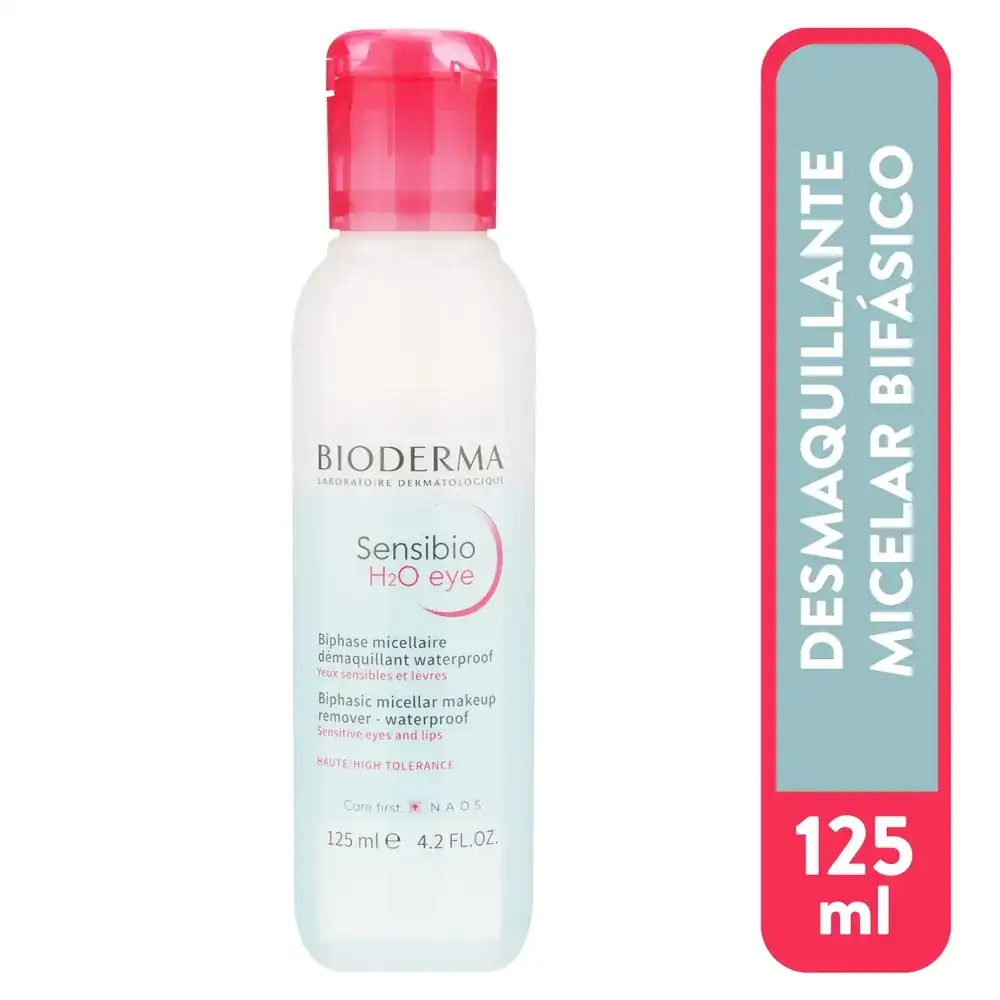 BIODERMA
LABORATOIRE DERMATOLOGIQUE
Sensibio
H2O eye
Biphase micellaire
démaquillant waterproof
Yeux sensibles et lèvres
Biphasic micellar makeup
remover - waterproof
Sensitive eyes and lips
HAUTE/HIGH TOLERANCE
Care first. NAOS
125 ml e 4.2 FL.OZ.
DESMAQUILLANTE
MICELAR BIFÁSICO
125
ml